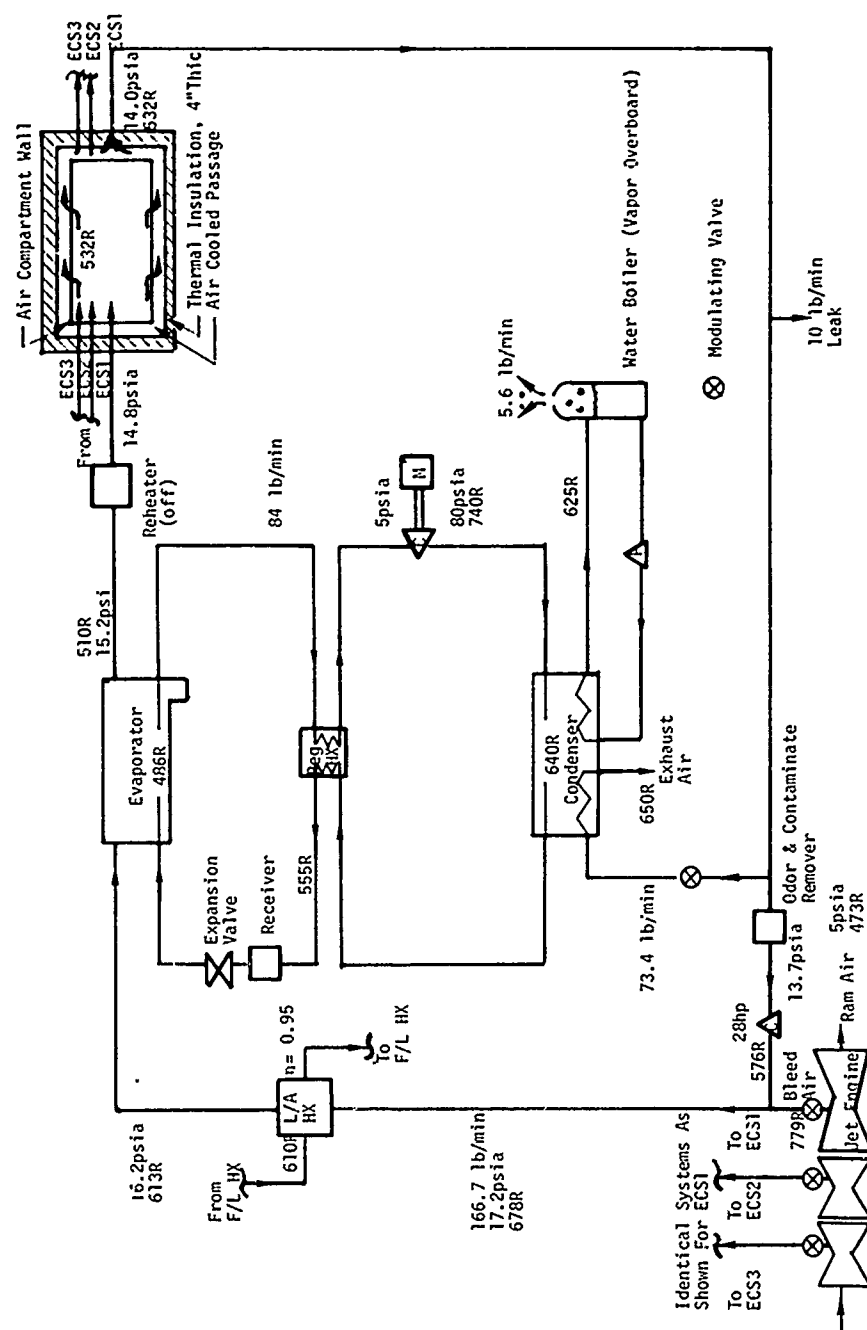 Air Compartment Wall
ECS3
ECS2
ECS1
From
14.8psia
532R
ECS3
ECS2
ECS1
14.0psia
532R
Thermal Insulation, 4"Thic
Air Cooled Passage
Reheater
(off)
510R
15.2psi
Evaporator
486R
84 lb/min
Expansion
Valve
Receiver
555R
Reg
HX
5psia
M
C
80psia
740R
640R
Condenser
625R
P
5.6 lb/min
Water Boiler (Vapor Overboard)
650R
Exhaust
Air
73.4 lb/min
Modulating Valve
10 lb/min
Leak
16.2psia
613R
From
F/L HX
610R
L/A
HX
η= 0.95
To
F/L HX
166.7 lb/min
17.2psia
678R
Odor & Contaminate
Remover
13.7psia
28hp
C
576R
Identical Systems As
Shown For ECS1
To
ECS3
To
ECS2
To
ECS1
779R
Bleed
Air
Jet Engine
Ram Air
5psia
473R